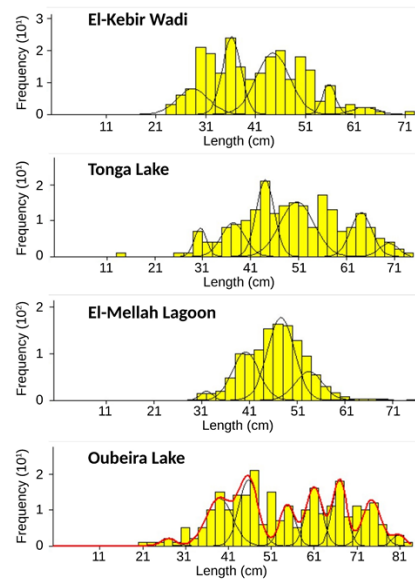 El-Kebir Wadi
Frequency (10¹)
3
2
1
0
11 21 31 41 51 61 71
Length (cm)
Tonga Lake
Frequency (10¹)
2
1
0
11 21 31 41 51 61 71
Length (cm)
El-Mellah Lagoon
Frequency (10²)
2
1
0
11 21 31 41 51 61 71
Length (cm)
Oubeira Lake
Frequency (10¹)
2
1
0
11 21 31 41 51 61 71 81
Length (cm)